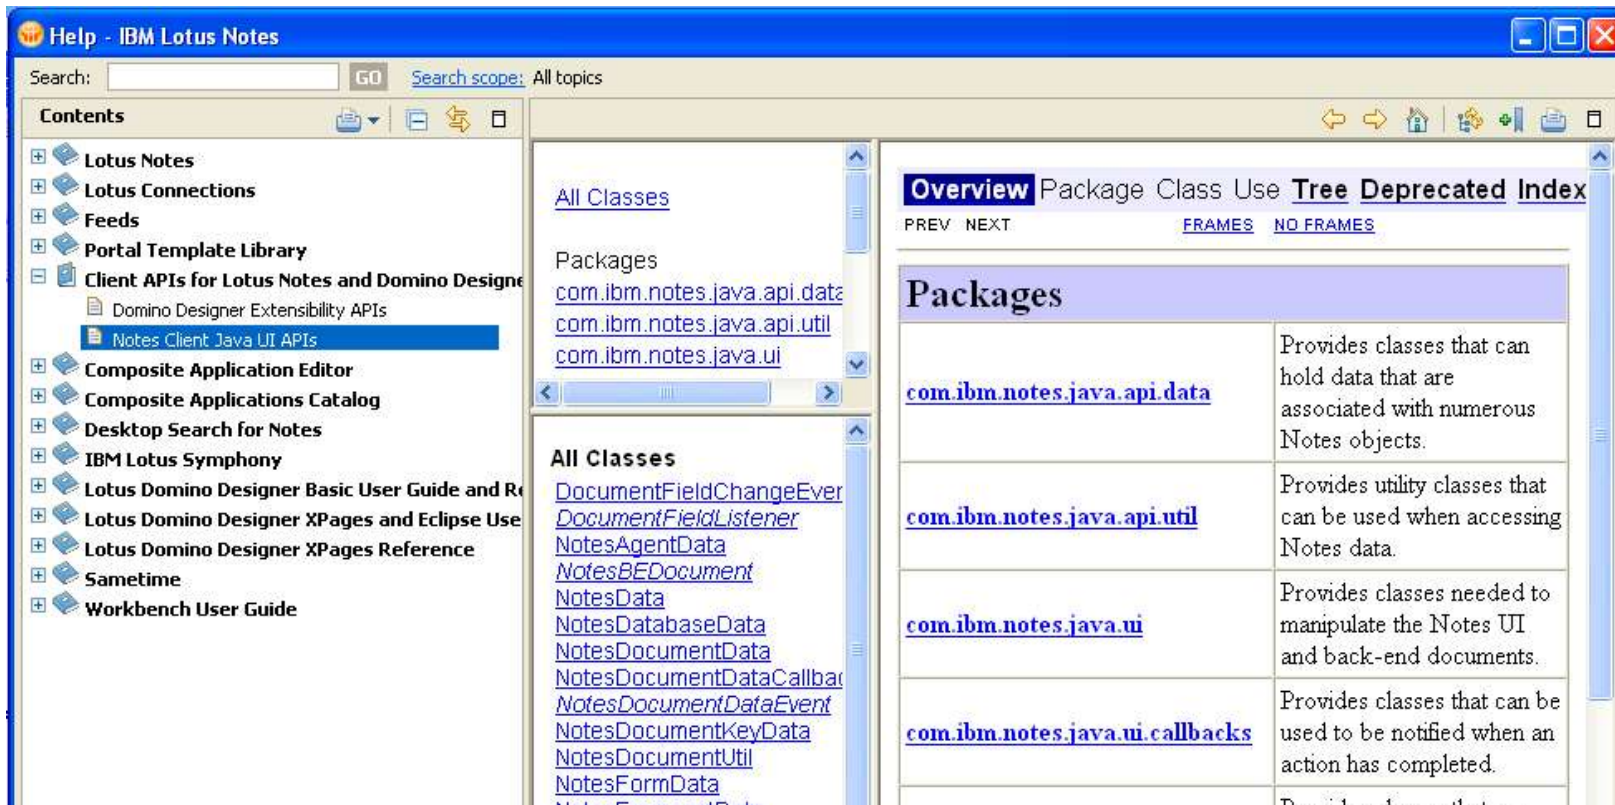 Help - IBM Lotus Notes
Search: GO Search scope: All topics
Contents
Lotus Notes
Lotus Connections
Feeds
Portal Template Library
Client APIs for Lotus Notes and Domino Designe
Domino Designer Extensibility APIs
Notes Client Java UI APIs
Composite Application Editor
Composite Applications Catalog
Desktop Search for Notes
IBM Lotus Symphony
Lotus Domino Designer Basic User Guide and Re
Lotus Domino Designer XPages and Eclipse Use
Lotus Domino Designer XPages Reference
Sametime
Workbench User Guide
All Classes
Packages
com.ibm.notes.java.api.data
com.ibm.notes.java.api.util
com.ibm.notes.java.ui
All Classes
DocumentFieldChangeEver
DocumentFieldListener
NotesAgentData
NotesBEDocument
NotesData
NotesDatabaseData
NotesDocumentData
NotesDocumentDataCallbac
NotesDocumentDataEvent
NotesDocumentKeyData
NotesDocumentUtil
NotesFormData
Overview Package Class Use Tree Deprecated Index
PREV NEXT FRAMES NO FRAMES
Packages
com.ibm.notes.java.api.data
Provides classes that can
hold data that are
associated with numerous
Notes objects.
com.ibm.notes.java.api.util
Provides utility classes that
can be used when accessing
Notes data.
com.ibm.notes.java.ui
Provides classes needed to
manipulate the Notes UI
and back-end documents.
com.ibm.notes.java.ui.callbacks
Provides classes that can be
used to be notified when an
action has completed.